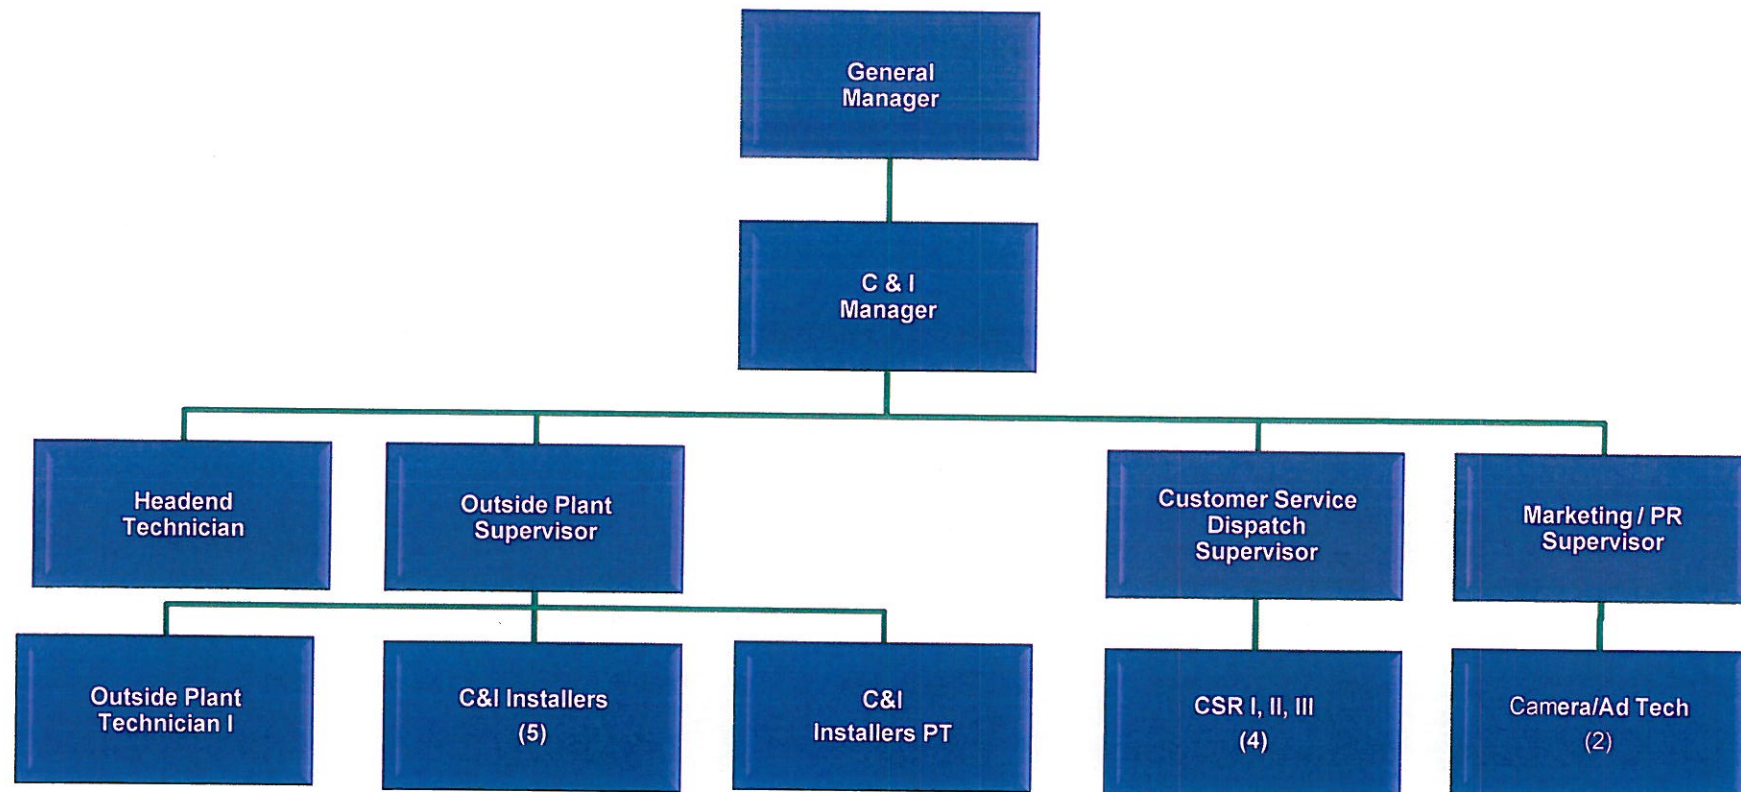 General
Manager
C & I
Manager
Headend
Technician
Outside Plant
Supervisor
Customer Service
Dispatch
Supervisor
Marketing / PR
Supervisor
Outside Plant
Technician I
C&I Installers
(5)
C&I
Installers PT
CSR I, II, III
(4)
Camera/Ad Tech
(2)